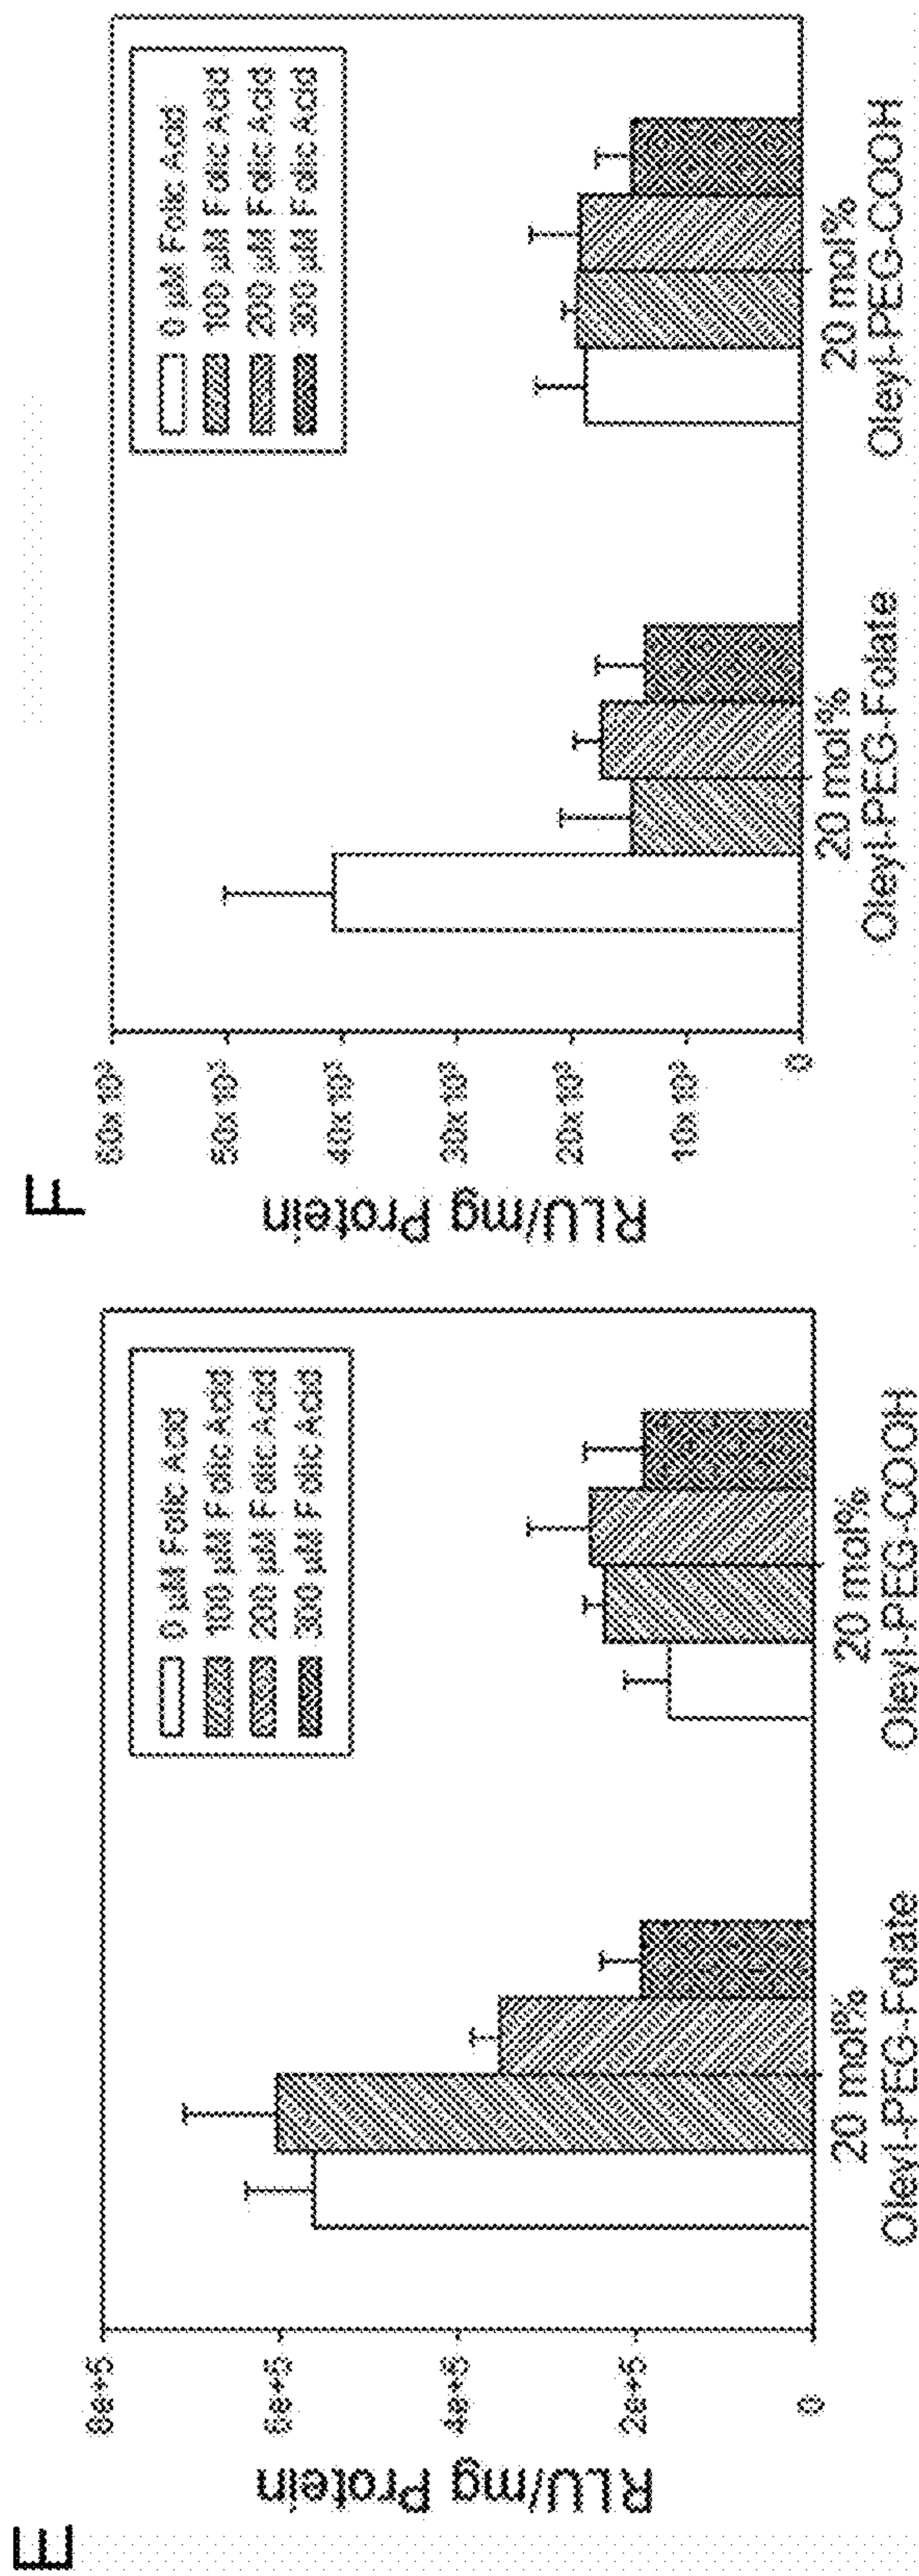 E
RLU/mg Protein
8e+5
6e+5
4e+5
2e+5
0
0 µM Folic Acid
100 µM Folic Acid
200 µM Folic Acid
300 µM Folic Acid
20 mol%
Oleyl-PEG-Folate
20 mol%
Oleyl-PEG-COOH
F
RLU/mg Protein
60x 10³
50x 10³
40x 10³
30x 10³
20x 10³
10x 10³
0
0 µM Folic Acid
100 µM Folic Acid
200 µM Folic Acid
300 µM Folic Acid
20 mol%
Oleyl-PEG-Folate
20 mol%
Oleyl-PEG-COOH